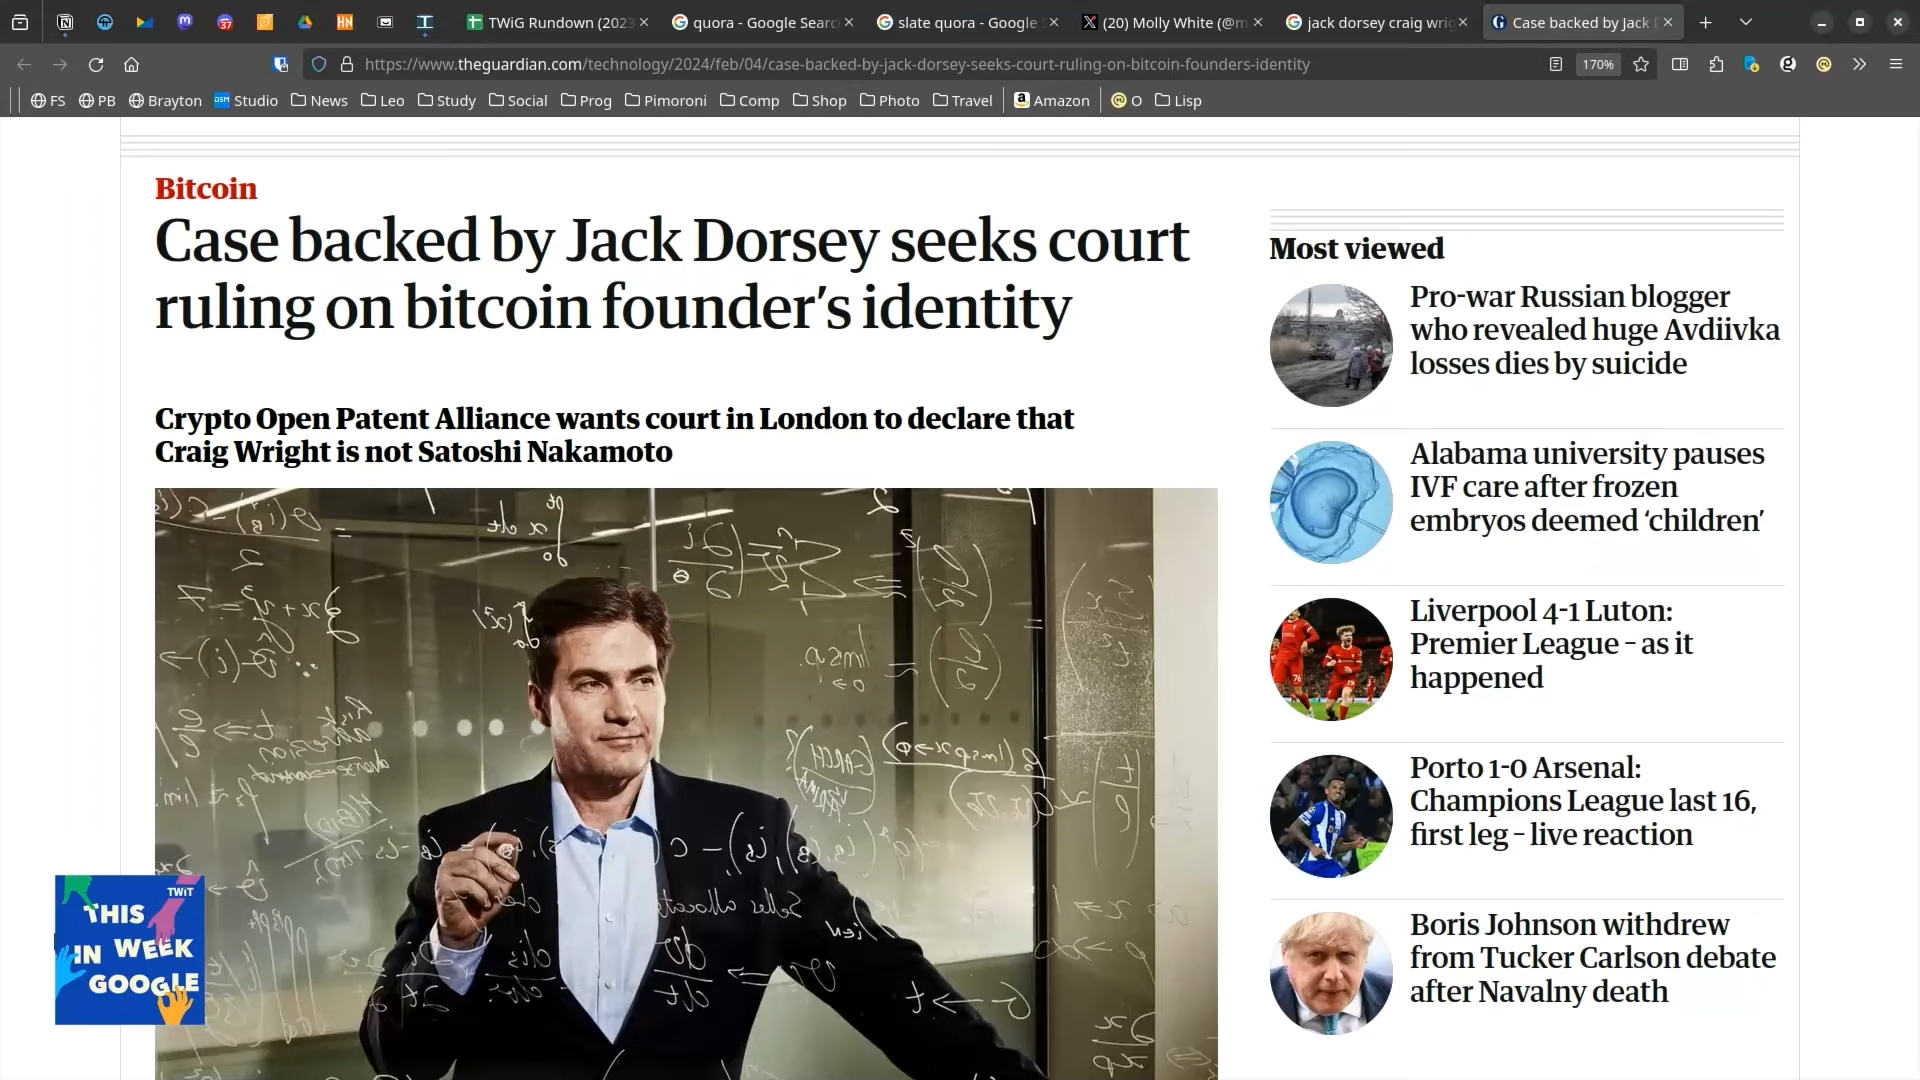 TWiG Rundown (2023
quora - Google Searc
slate quora - Google S
(20) Molly White (@m
jack dorsey craig wrig
Case backed by Jack D
https://www.theguardian.com/technology/2024/feb/04/case-backed-by-jack-dorsey-seeks-court-ruling-on-bitcoin-founders-identity
170%
FS
PB
Brayton
DSM Studio
News
Leo
Study
Social
Prog
Pimoroni
Comp
Shop
Photo
Travel
Amazon
O
Lisp
Bitcoin
Case backed by Jack Dorsey seeks court
ruling on bitcoin founder’s identity
Crypto Open Patent Alliance wants court in London to declare that
Craig Wright is not Satoshi Nakamoto
Most viewed
Pro-war Russian blogger
who revealed huge Avdiivka
losses dies by suicide
Alabama university pauses
IVF care after frozen
embryos deemed ‘children’
Liverpool 4-1 Luton:
Premier League – as it
happened
Porto 1-0 Arsenal:
Champions League last 16,
first leg – live reaction
Boris Johnson withdrew
from Tucker Carlson debate
after Navalny death
TWiT
THIS
IN WEEK
GOOGLE